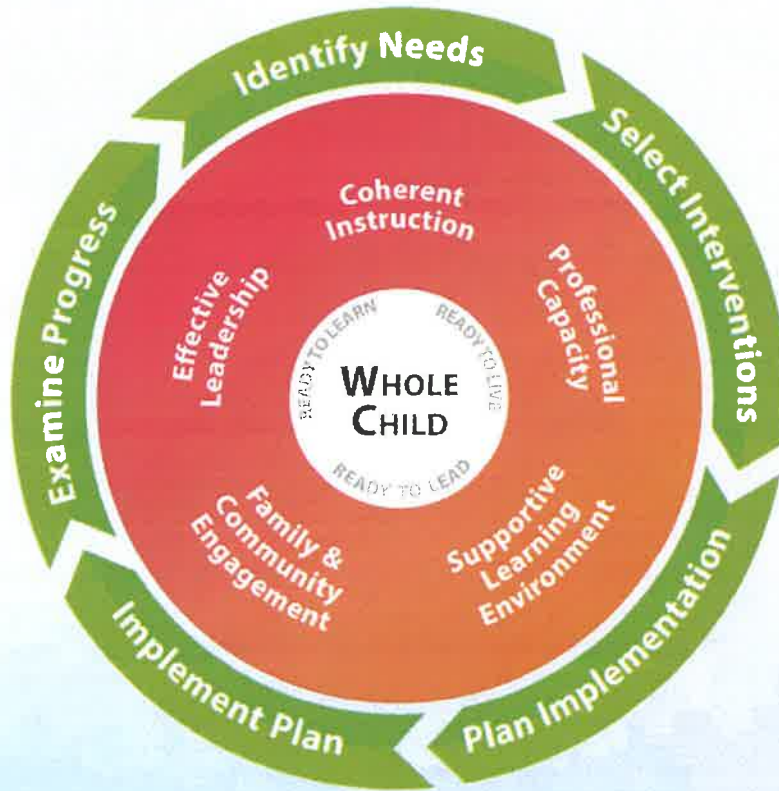 Identify Needs
Select Interventions
Plan Implementation
Implement Plan
Examine Progress
Coherent
Instruction
Professional
Capacity
Supportive
Learning
Environment
Family &
Community
Engagement
Effective
Leadership
READY TO LEARN
READY TO LIVE
READY TO LEAD
WHOLE
CHILD